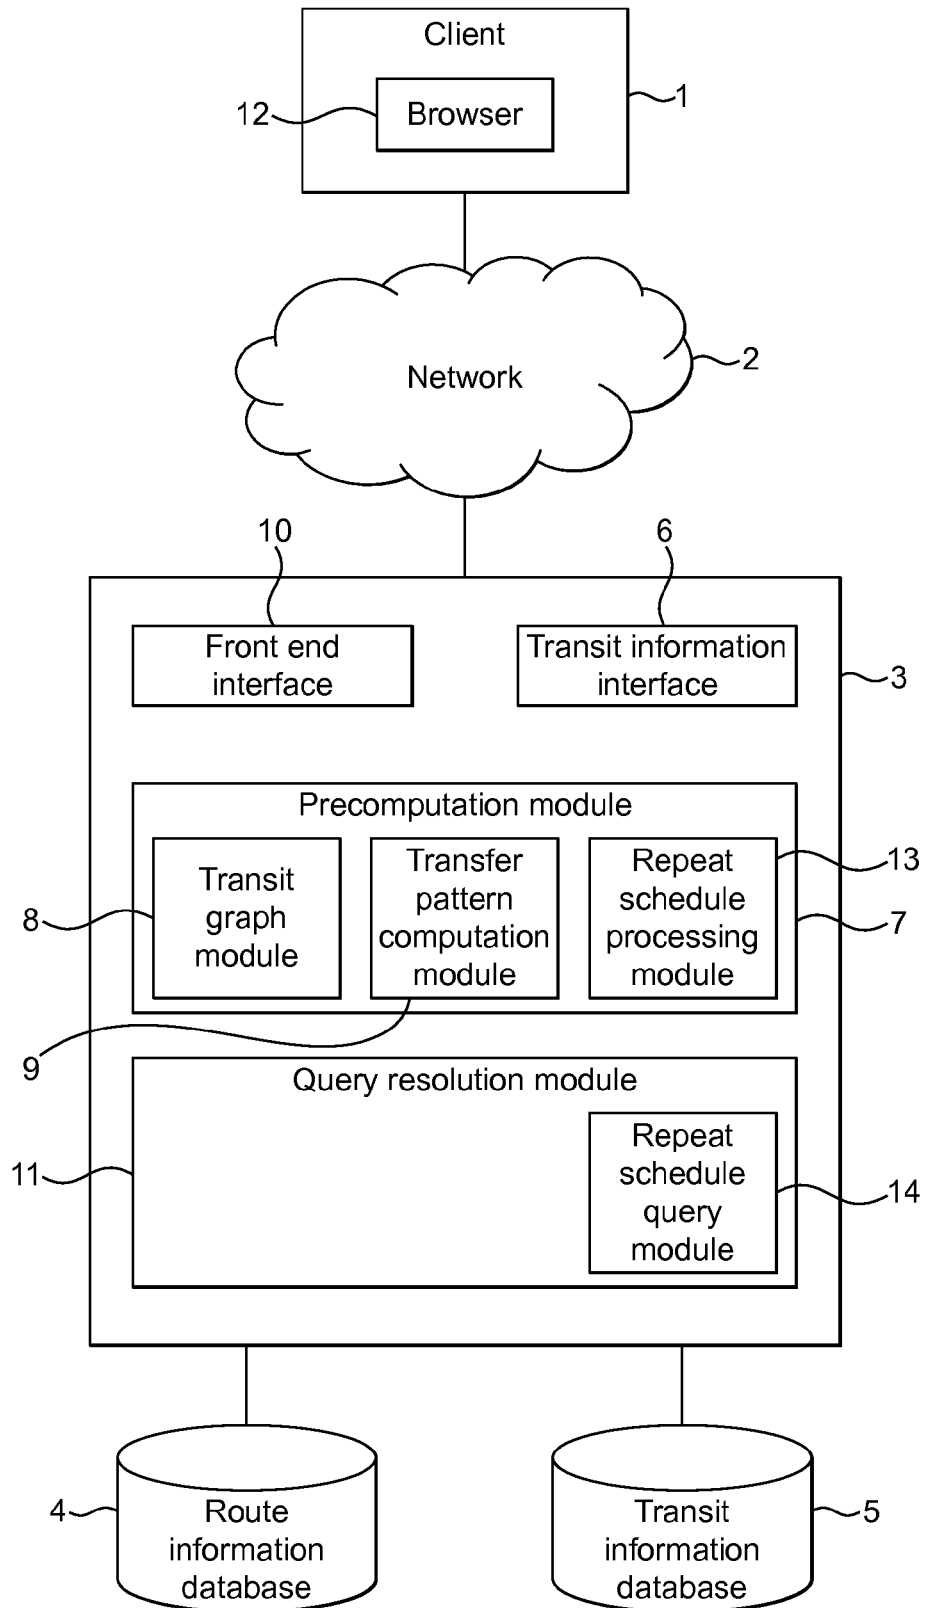 Client
12
Browser
1
Network
2
10
6
Front end
interface
Transit information
interface
3
Precomputation module
Transit
graph
module
Transfer
pattern
computation
module
Repeat
schedule
processing
module
13
8
7
9
Query resolution module
11
Repeat
schedule
query
module
14
4
Route
information
database
Transit
information
database
5